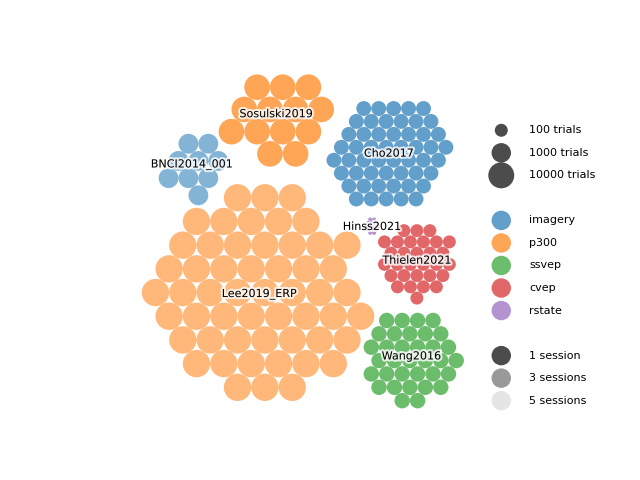 Sosulski2019
BNCI2014_001
Cho2017
Hinss2021
Thielen2021
Lee2019_ERP
Wang2016
100 trials
1000 trials
10000 trials
imagery
p300
ssvep
cvep
rstate
1 session
3 sessions
5 sessions